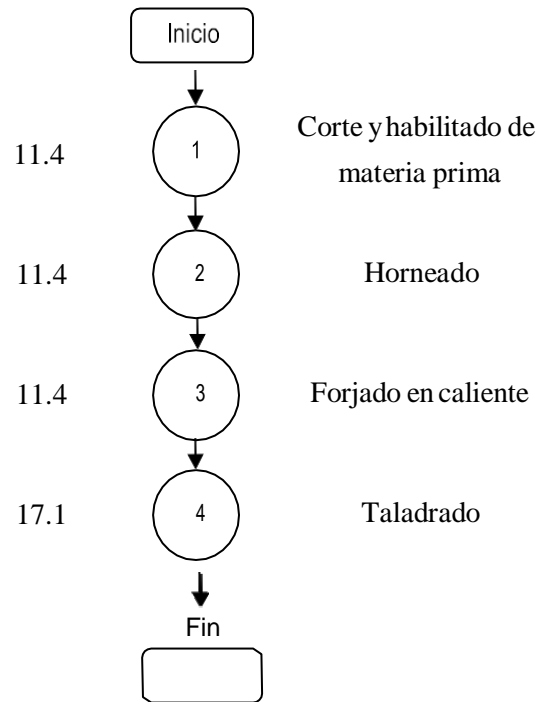 Inicio
11.4
1
Corte y habilitado de
materia prima
11.4
2
Horneado
11.4
3
Forjado en caliente
17.1
4
Taladrado
Fin